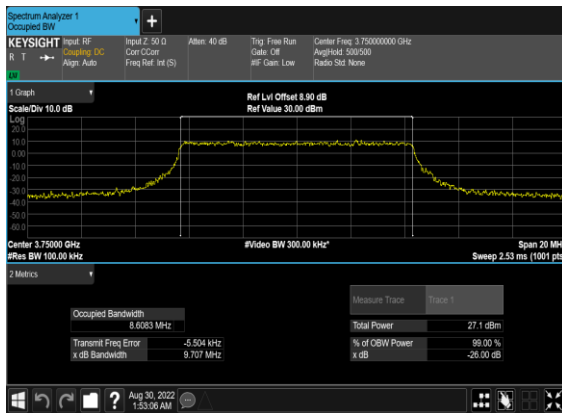 Spectrum Analyzer 1
Occupied BW
KEYSIGHT
R T
Input: RF
Coupling: DC
Align: Auto
Input Z: 50 Ω
Corr CCorr
Freq Ref: Int (S)
Atten: 40 dB
Trig: Free Run
Gate: Off
#IF Gain: Low
Center Freq: 3.750000000 GHz
Avg|Hold: 500/500
Radio Std: None
1 Graph
Scale/Div 10.0 dB
Ref Lvl Offset 8.90 dB
Ref Value 30.00 dBm
Log
20.0
10.0
0.00
-10.0
-20.0
-30.0
-40.0
-50.0
-60.0
Center 3.75000 GHz
#Res BW 100.00 kHz
#Video BW 300.00 kHz*
Span 20 MH
Sweep 2.53 ms (1001 pts
2 Metrics
Measure Trace
Trace 1
Occupied Bandwidth
8.6083 MHz
Total Power
27.1 dBm
Transmit Freq Error
-5.504 kHz
% of OBW Power
99.00 %
x dB Bandwidth
9.707 MHz
x dB
-26.00 dB
?
Aug 30, 2022
1:53:06 AM